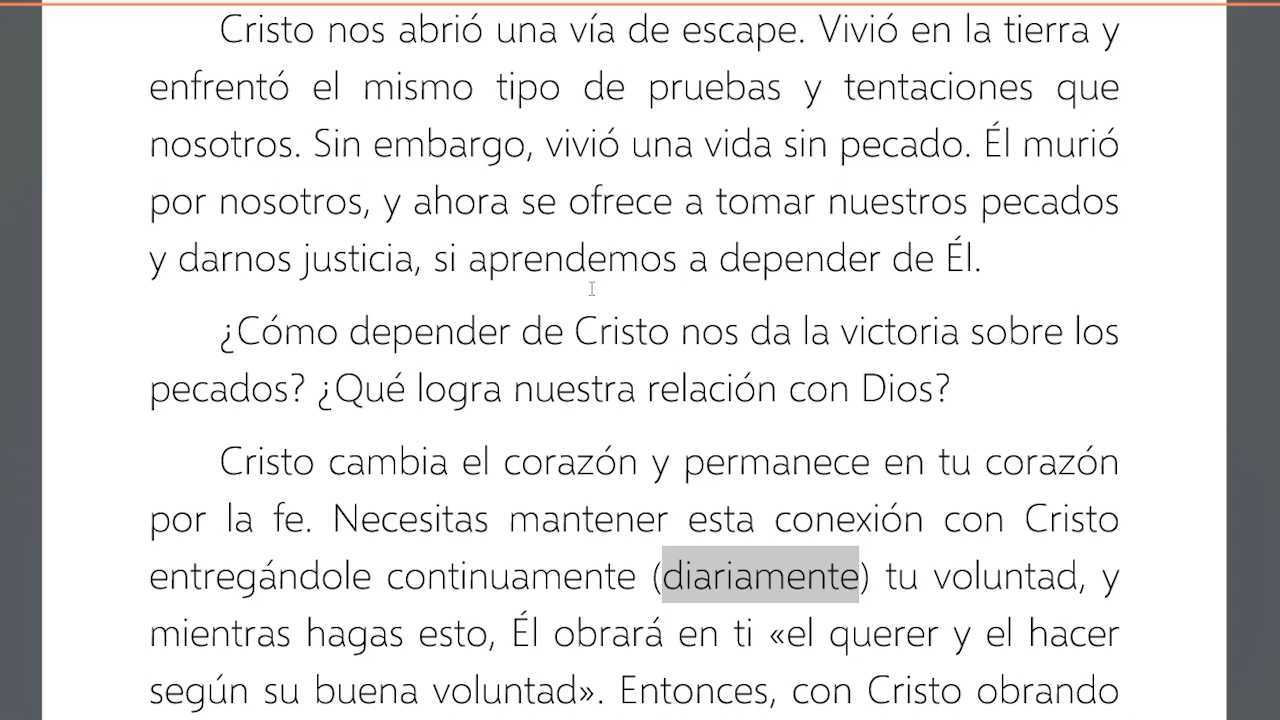 Cristo nos abrió una vía de escape. Vivió en la tierra y
enfrentó el mismo tipo de pruebas y tentaciones que
nosotros. Sin embargo, vivió una vida sin pecado. Él murió
por nosotros, y ahora se ofrece a tomar nuestros pecados
y darnos justicia, si aprendemos a depender de Él.
¿Cómo depender de Cristo nos da la victoria sobre los
pecados? ¿Qué logra nuestra relación con Dios?
Cristo cambia el corazón y permanece en tu corazón
por la fe. Necesitas mantener esta conexión con Cristo
entregándole continuamente (diariamente) tu voluntad, y
mientras hagas esto, Él obrará en ti «el querer y el hacer
según su buena voluntad». Entonces, con Cristo obrando